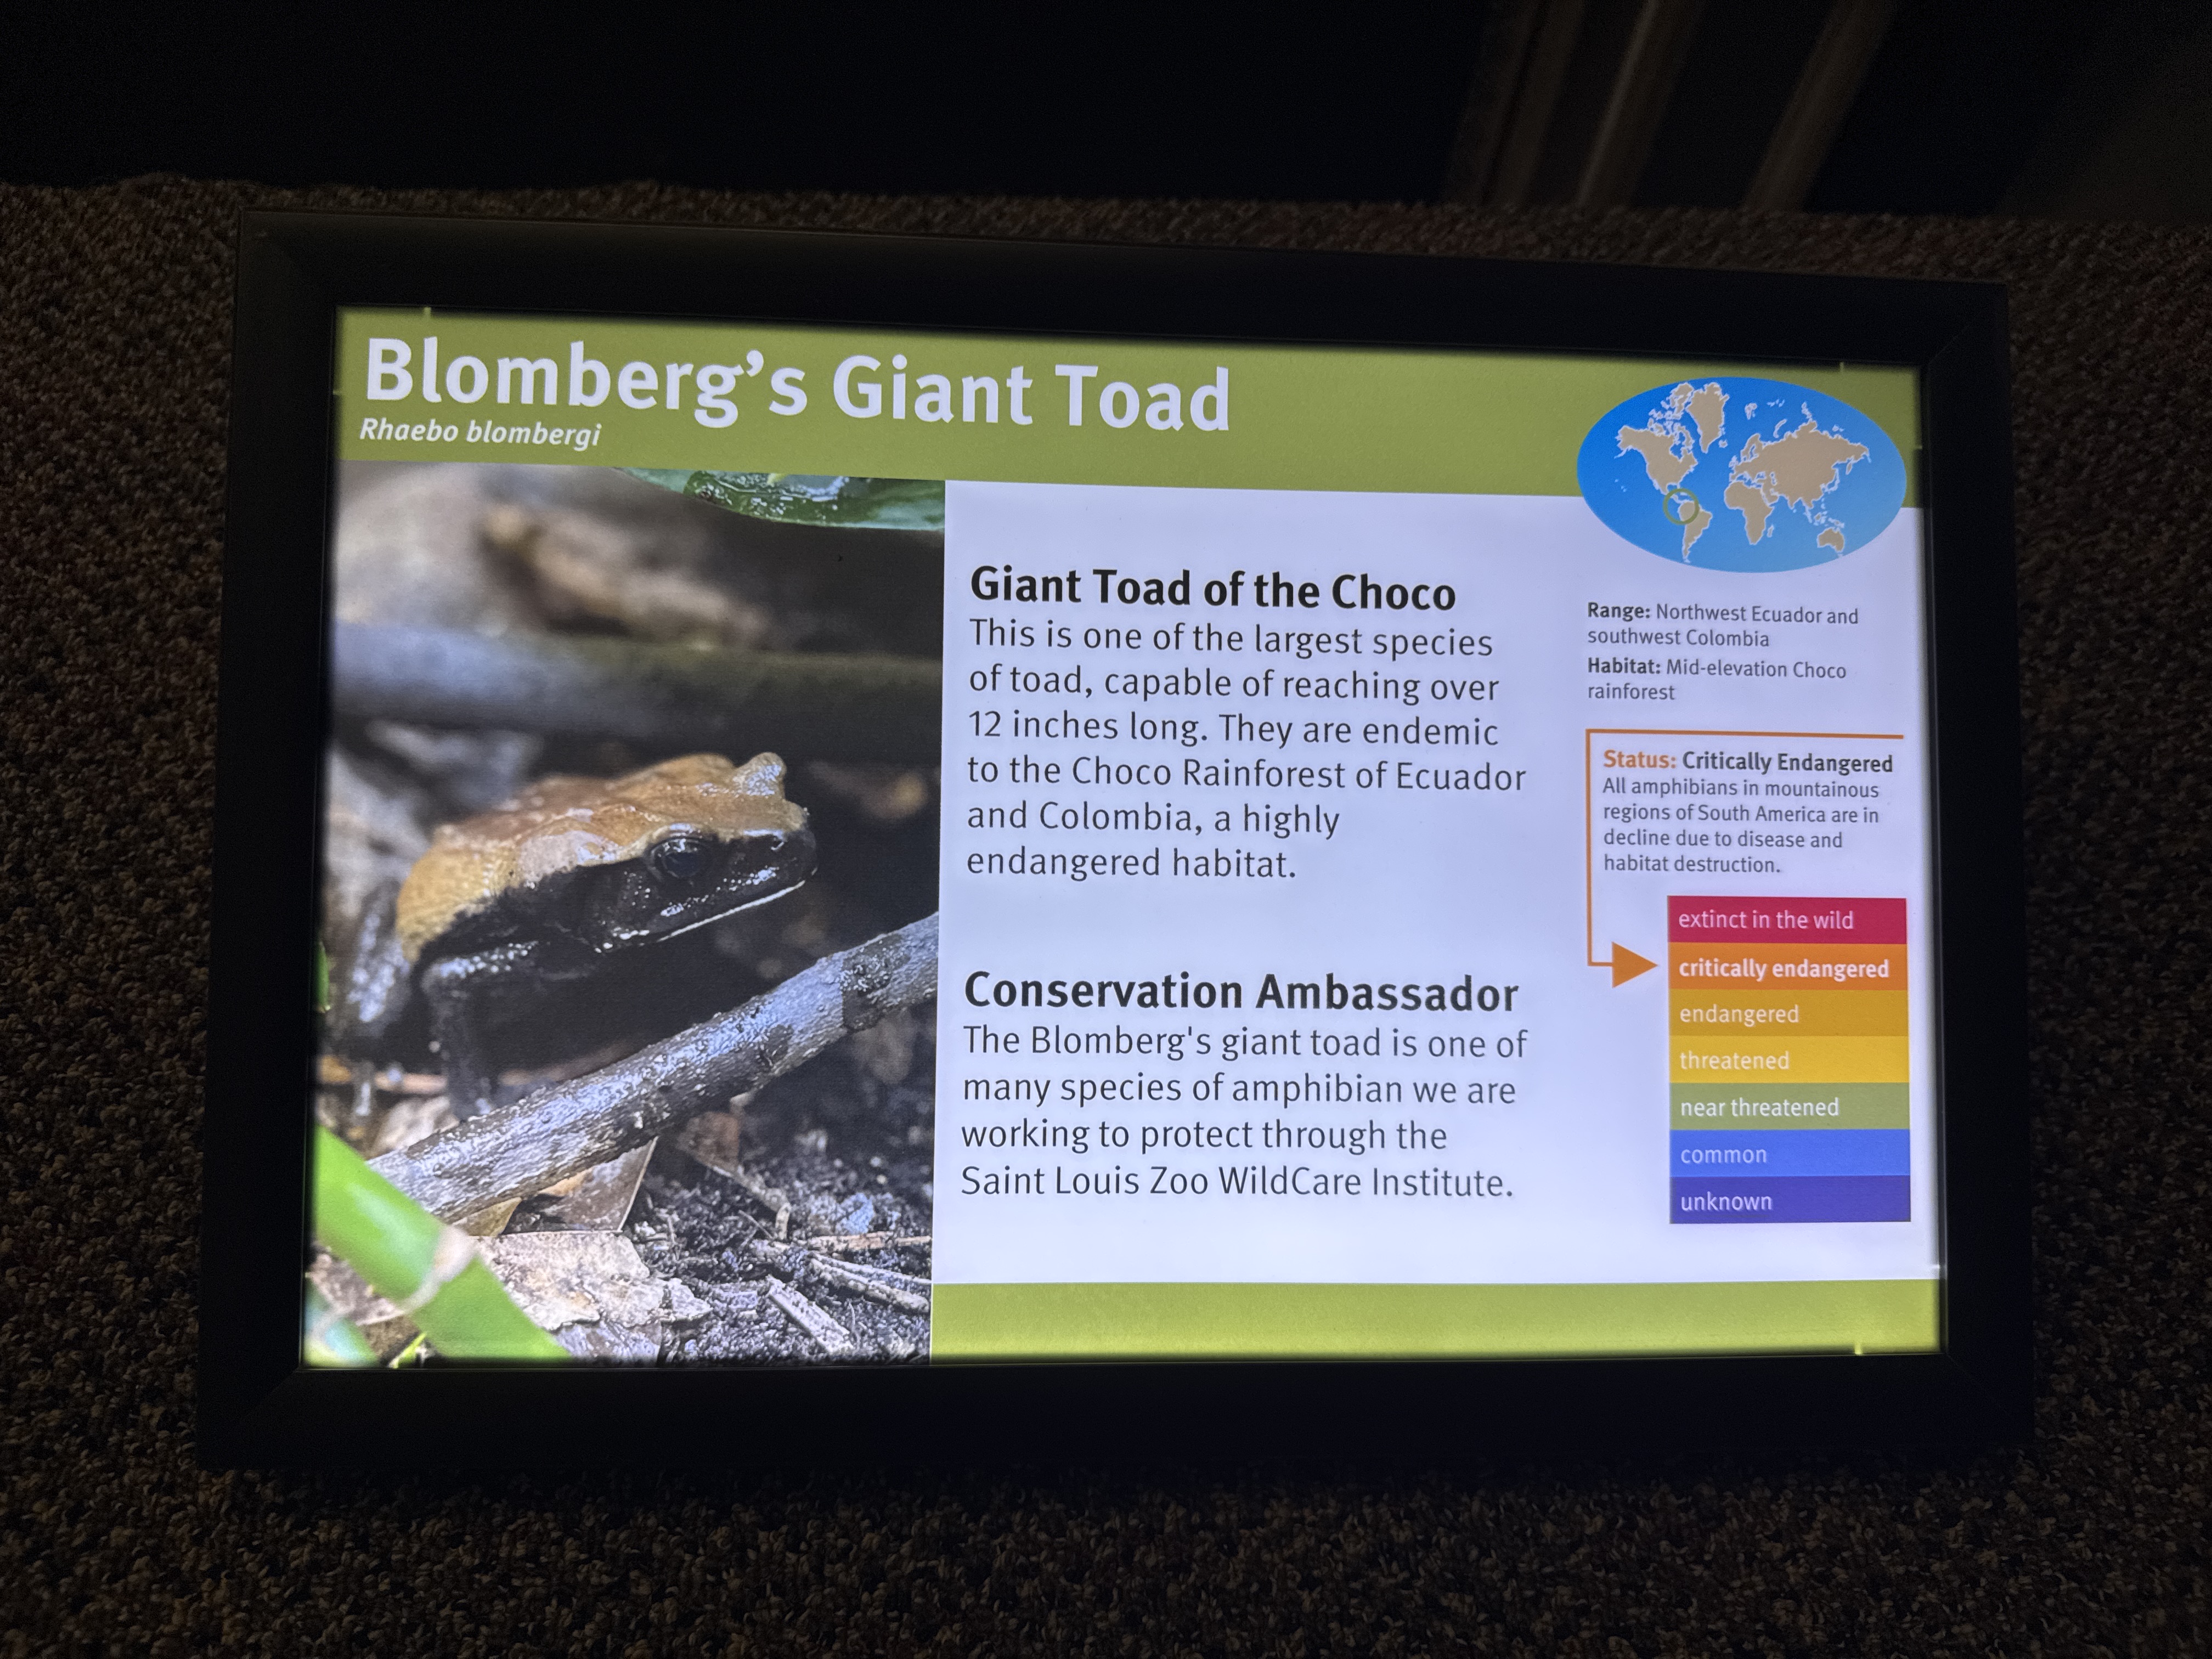 Blomberg's Giant Toad
Rhaebo blombergi
Giant Toad of the Choco
This is one of the largest species
of toad, capable of reaching over
12 inches long. They are endemic
to the Choco Rainforest of Ecuador
and Colombia, a highly
endangered habitat.
Conservation Ambassador
The Blomberg's giant toad is one of
many species of amphibian we are
working to protect through the
Saint Louis Zoo WildCare Institute.
Range: Northwest Ecuador and
southwest Colombia
Habitat: Mid-elevation Choco
rainforest
Status: Critically Endangered
All amphibians in mountainous
regions of South America are in
decline due to disease and
habitat destruction.
extinct in the wild
critically endangered
endangered
threatened
near threatened
common
unknown